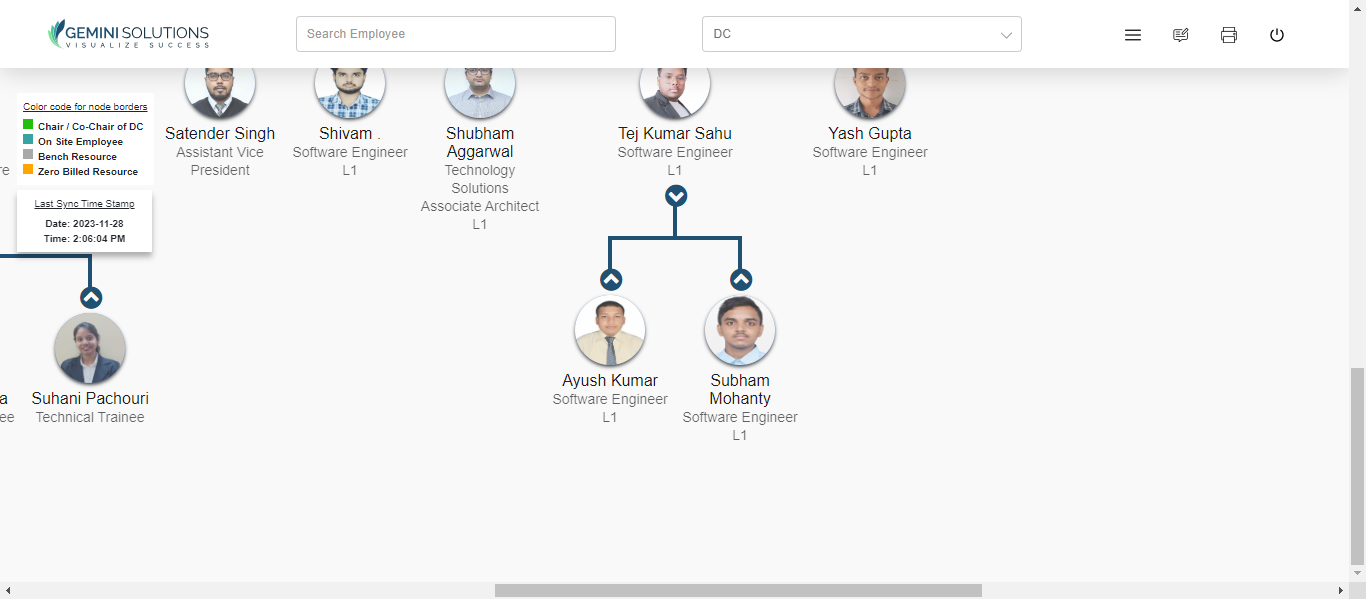 GEMINI SOLUTIONS
VISUALIZE SUCCESS
Search Employee
DC
Color code for node borders
Chair / Co-Chair of DC
On Site Employee
Bench Resource
Zero Billed Resource
Last Sync Time Stamp
Date: 2023-11-28
Time: 2:06:04 PM
Satender Singh
Assistant Vice
President
Shivam .
Software Engineer
L1
Shubham
Aggarwal
Technology
Solutions
Associate Architect
L1
Tej Kumar Sahu
Software Engineer
L1
Yash Gupta
Software Engineer
L1
re
a
ee
Suhani Pachouri
Technical Trainee
Ayush Kumar
Software Engineer
L1
Subham
Mohanty
Software Engineer
L1